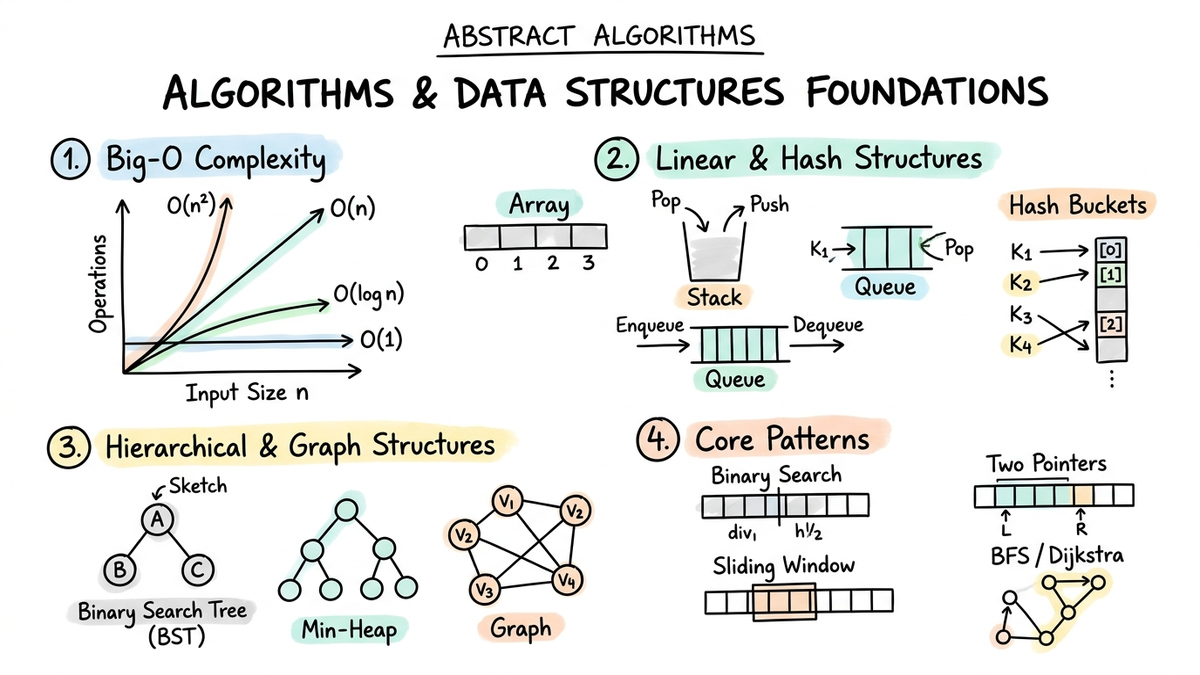 ABSTRACT ALGORITHMS
ALGORITHMS & DATA STRUCTURES FOUNDATIONS
1. Big-O Complexity
O(n²)
O(n)
O(log n)
O(1)
Operations
Input Size n
2. Linear & Hash Structures
Array
0 1 2 3
Pop
Push
Stack
K₁
Pop
Queue
Enqueue
Dequeue
Queue
Hash Buckets
K₁
[0]
K₂
[1]
K₃
[2]
K₄
3. Hierarchical & Graph Structures
Sketch
A
B
C
Binary Search Tree
(BST)
Min-Heap
V₁
V₂
V₂
V₃
V₄
Graph
4. Core Patterns
Binary Search
div₁
h½
Sliding Window
Two Pointers
L
R
BFS / Dijkstra